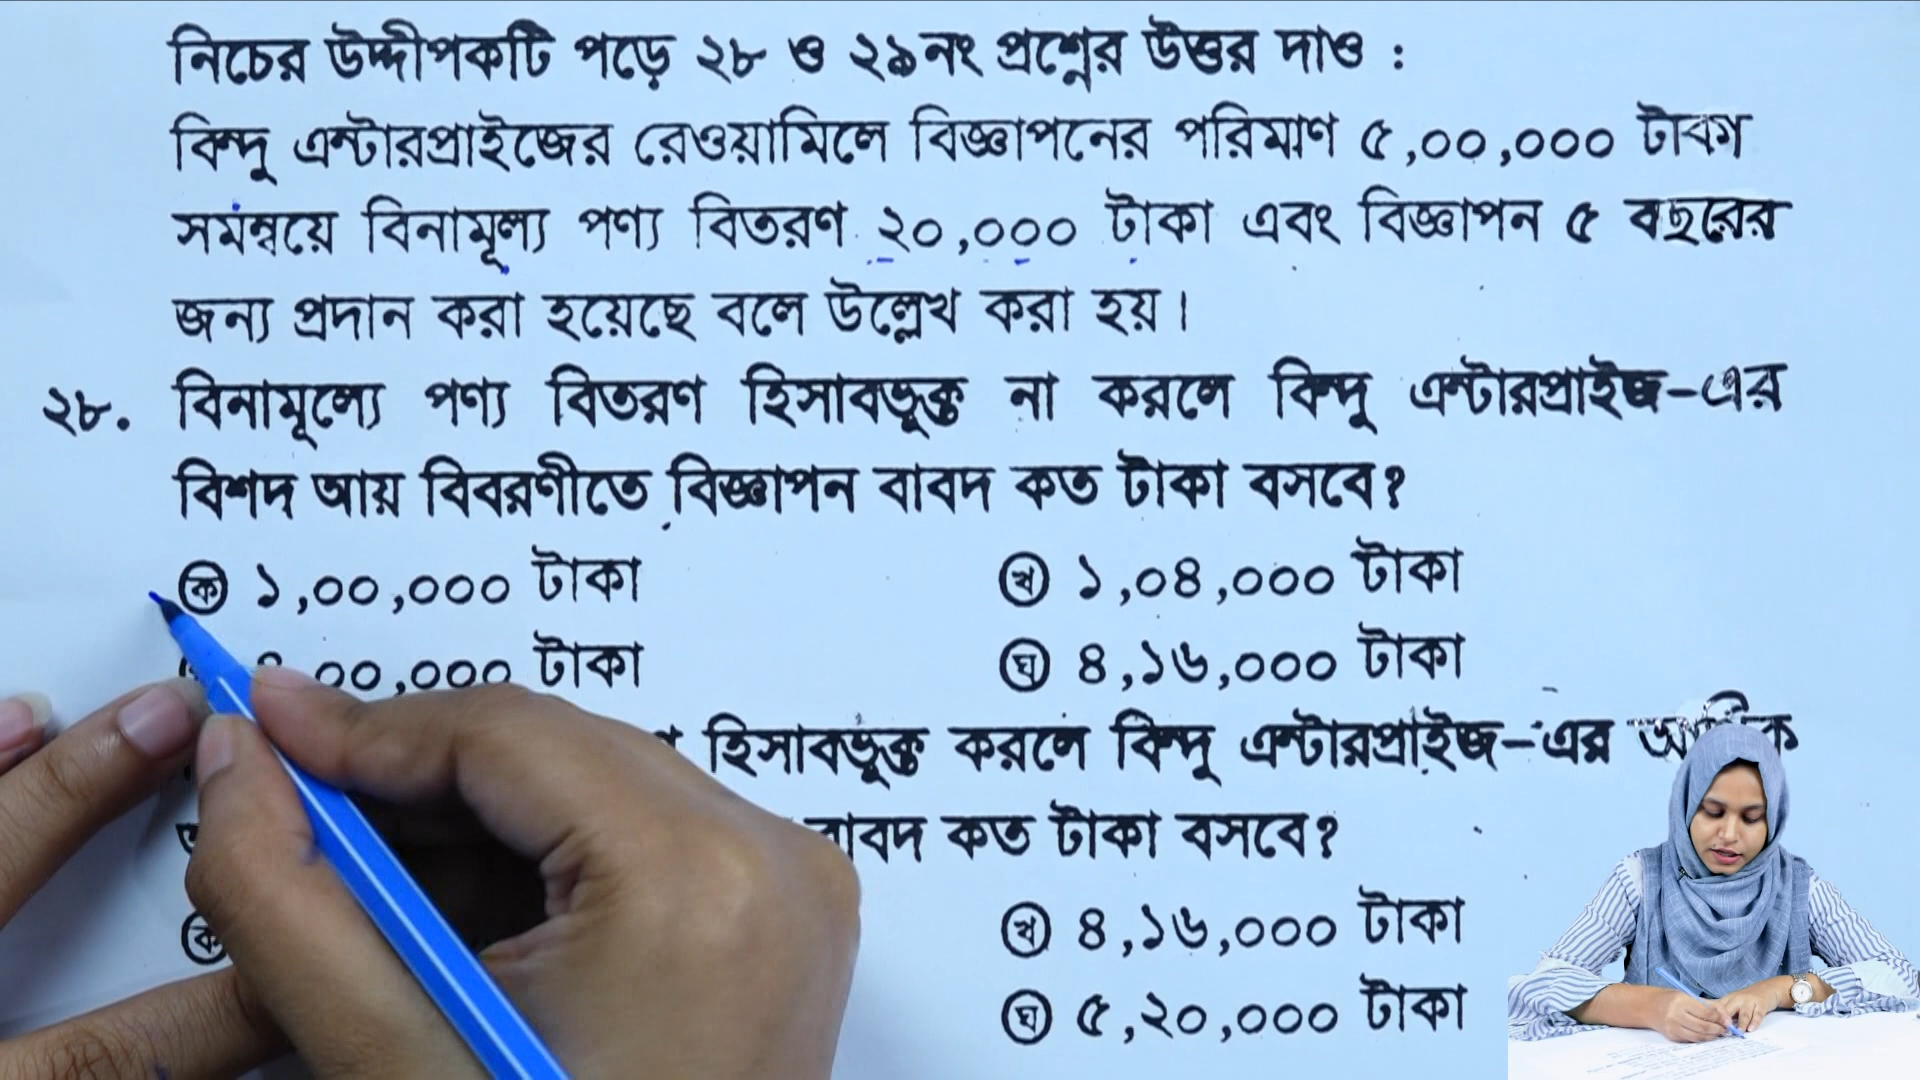 নিচের উদ্দীপকটি পড়ে ২৮ ও ২৯নং প্রশ্নের উত্তর দাও :
বিন্দু এন্টারপ্রাইজের রেওয়ামিলে বিজ্ঞাপনের পরিমাণ ৫,০০,০০০ টাকা
সমন্বয়ে বিনামূল্য পণ্য বিতরণ ২০,০০০ টাকা এবং বিজ্ঞাপন ৫ বছরের
জন্য প্রদান করা হয়েছে বলে উল্লেখ করা হয়।
২৮. বিনামূল্যে পণ্য বিতরণ হিসাবভুক্ত না করলে বিন্দু এন্টারপ্রাইজ-এর
বিশদ আয় বিবরণীতে বিজ্ঞাপন বাবদ কত টাকা বসবে?
ক ১,০০,০০০ টাকা খ ১,০৪,০০০ টাকা
০০,০০০ টাকা ঘ ৪,১৬,০০০ টাকা
হিসাবভুক্ত করলে বিন্দু এন্টারপ্রাইজ-এর
বাবদ কত টাকা বসবে?
ক খ ৪,১৬,০০০ টাকা
ঘ ৫,২০,০০০ টাকা